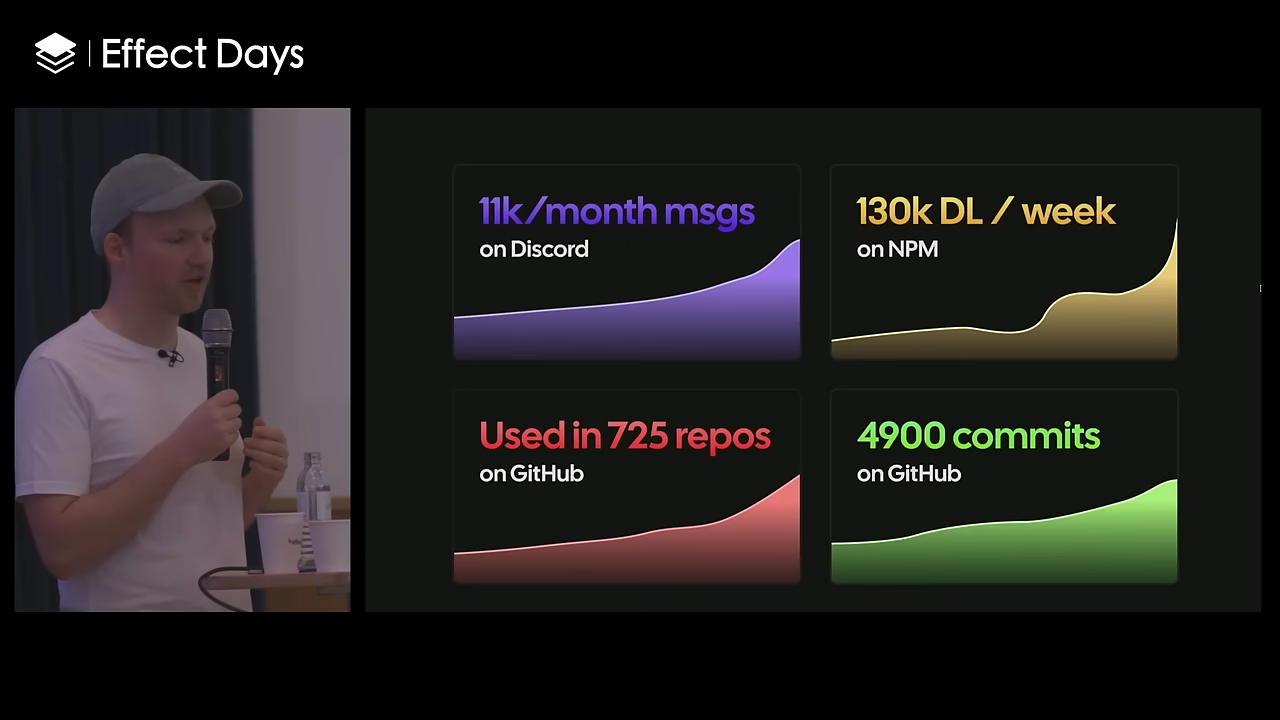 Effect Days
11k/month msgs
on Discord
130k DL / week
on NPM
Used in 725 repos
on GitHub
4900 commits
on GitHub